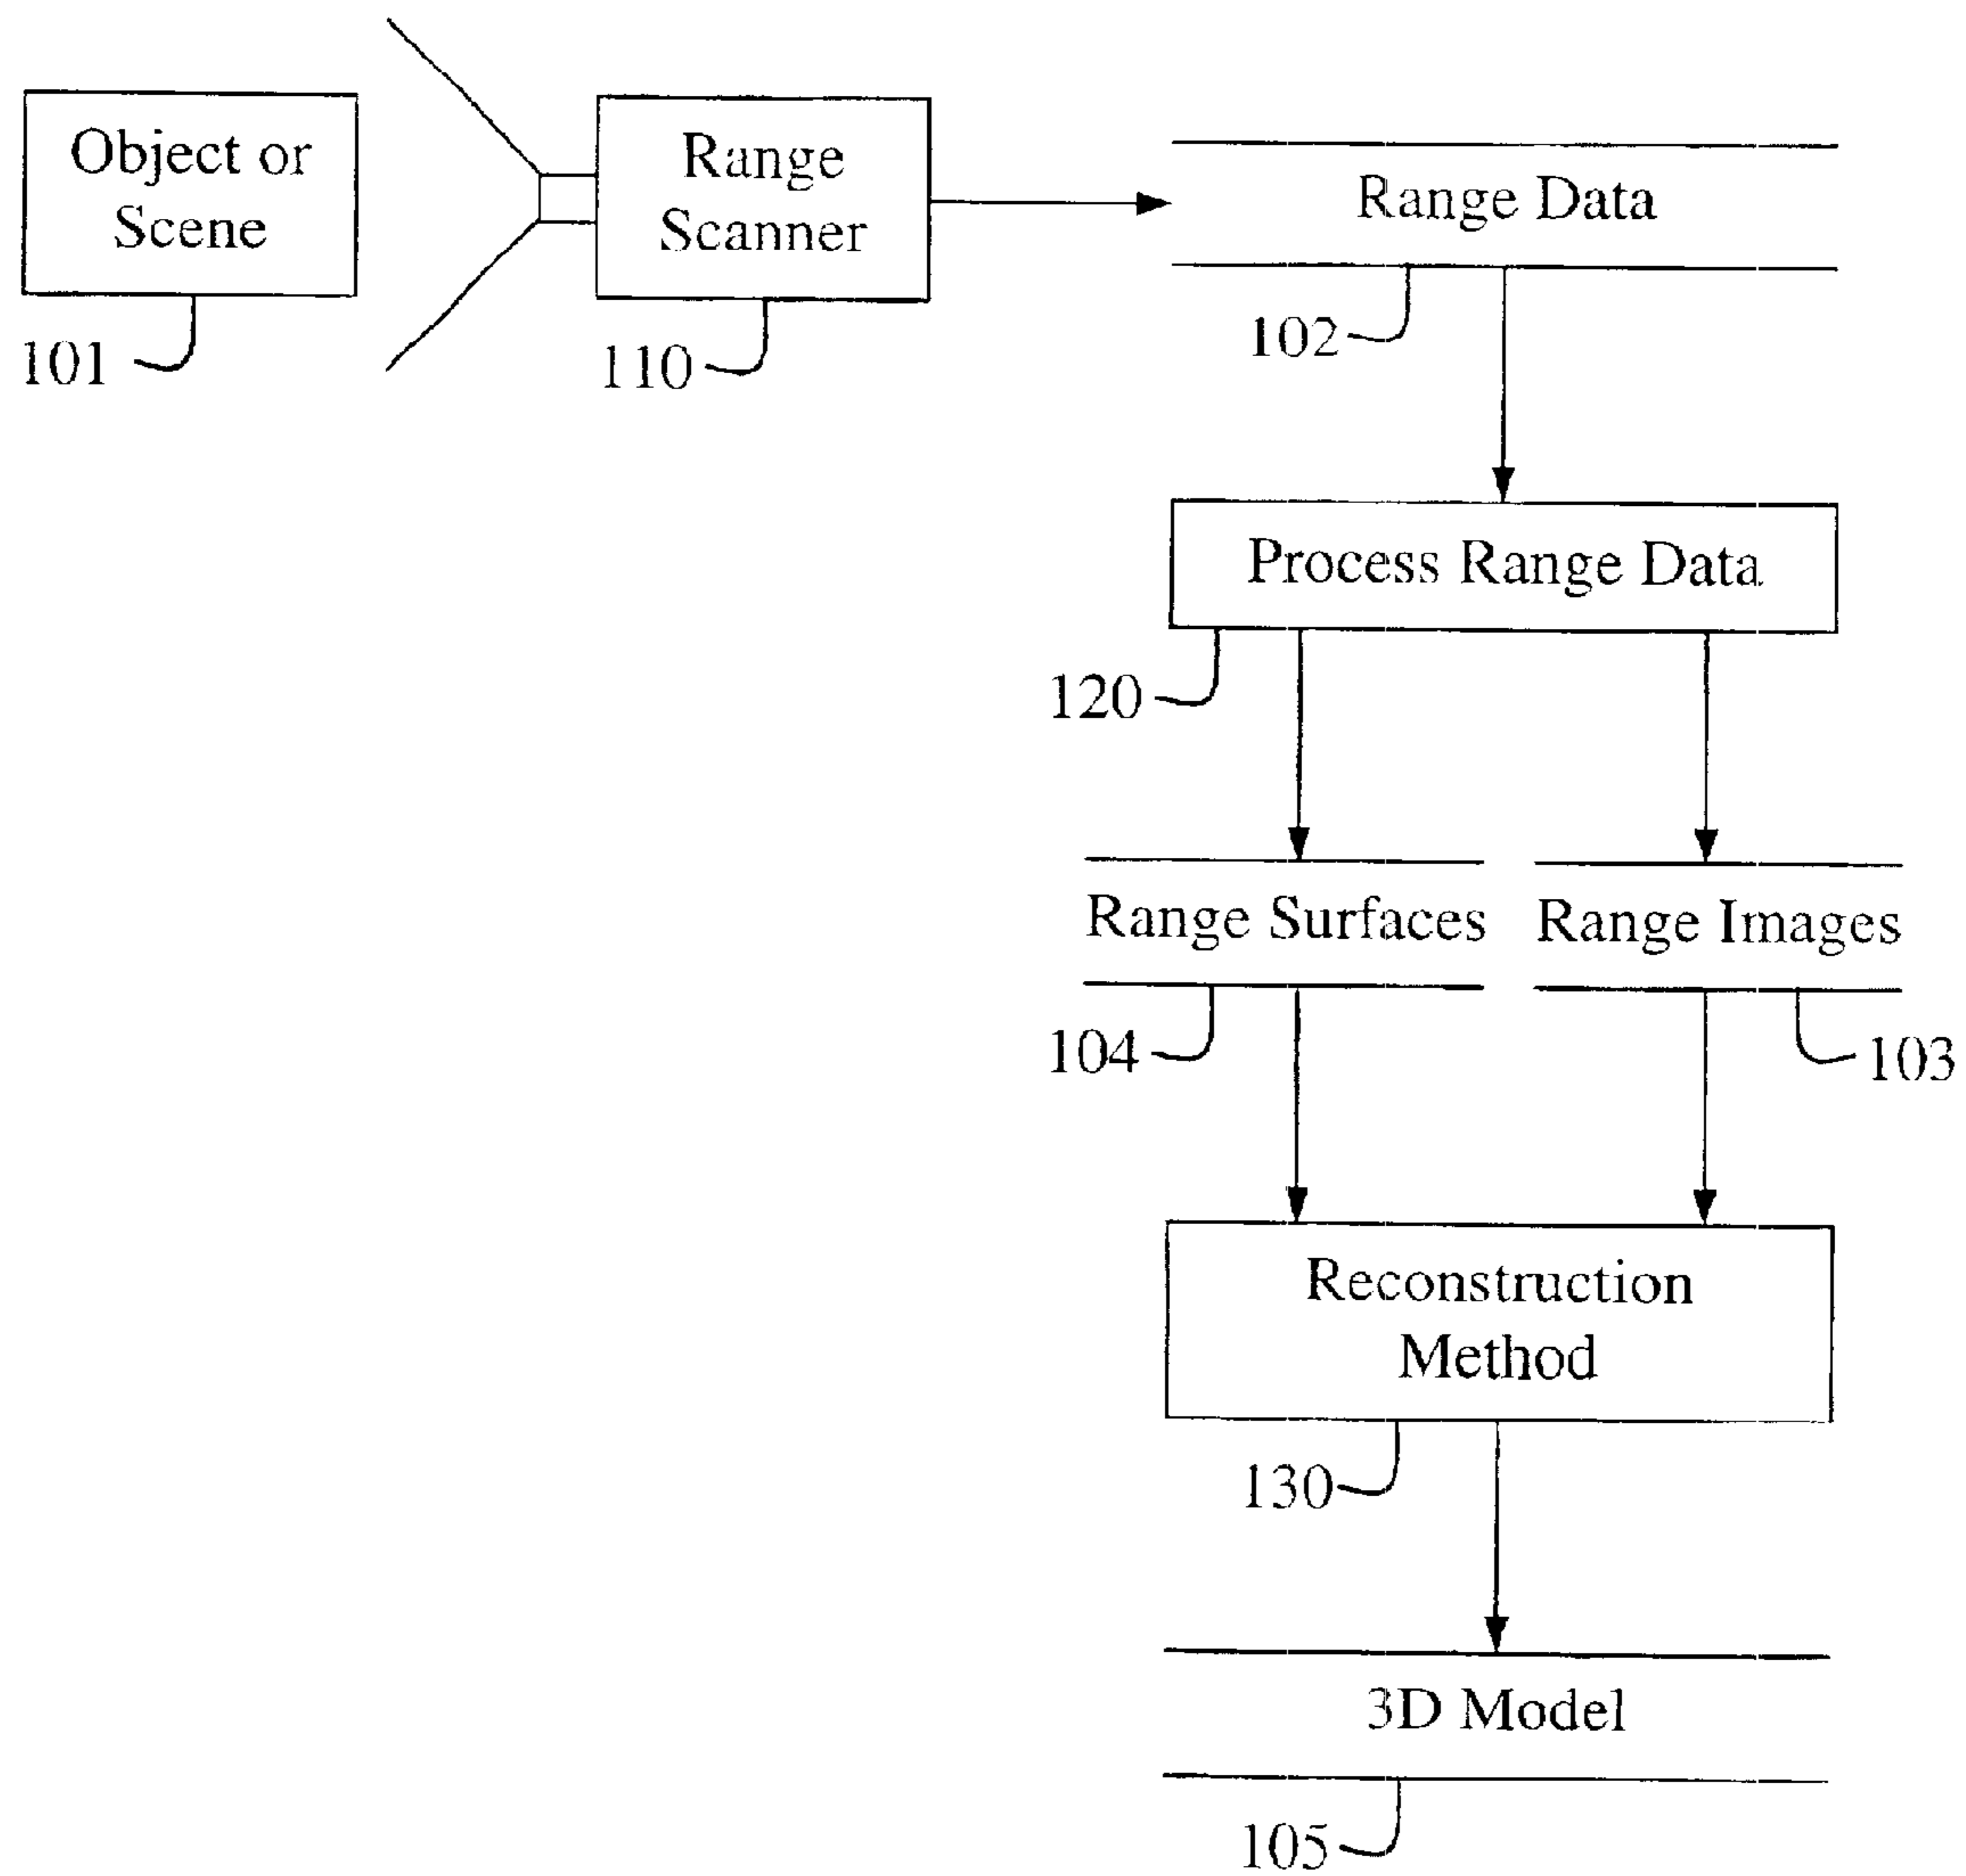 Object or
Scene
101
Range
Scanner
110
Range Data
102
Process Range Data
120
Range Surfaces
Range Images
104
103
Reconstruction
Method
130
3D Model
105